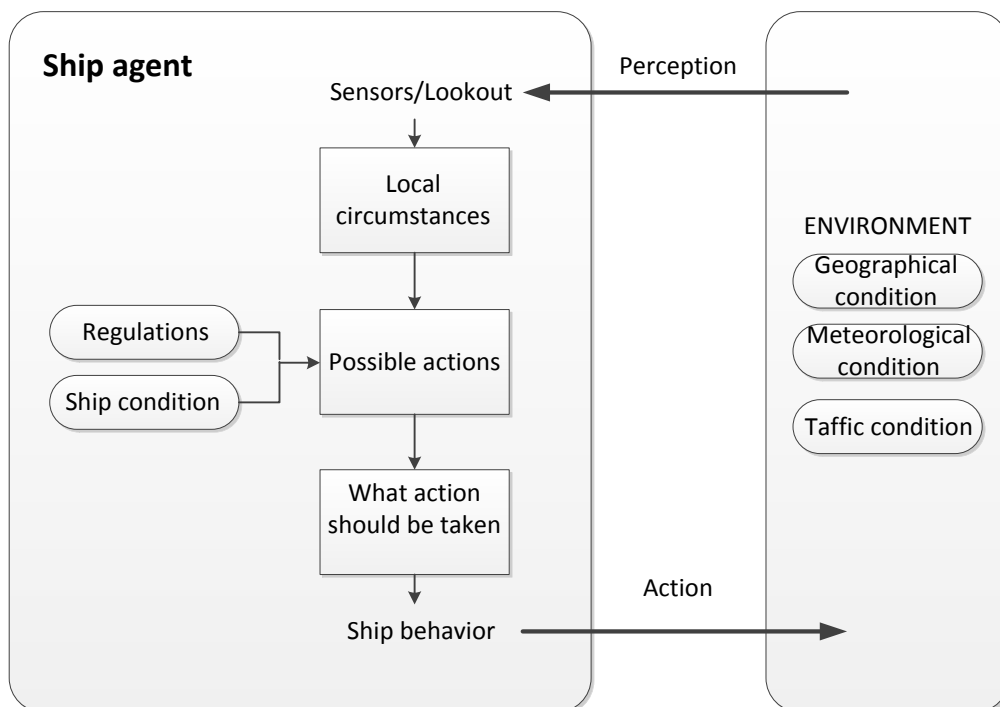 Ship agent
Perception
Sensors/Lookout
Local
circumstances
Regulations
Ship condition
Possible actions
What action
should be taken
Ship behavior
Action
ENVIRONMENT
Geographical
condition
Meteorological
condition
Taffic condition